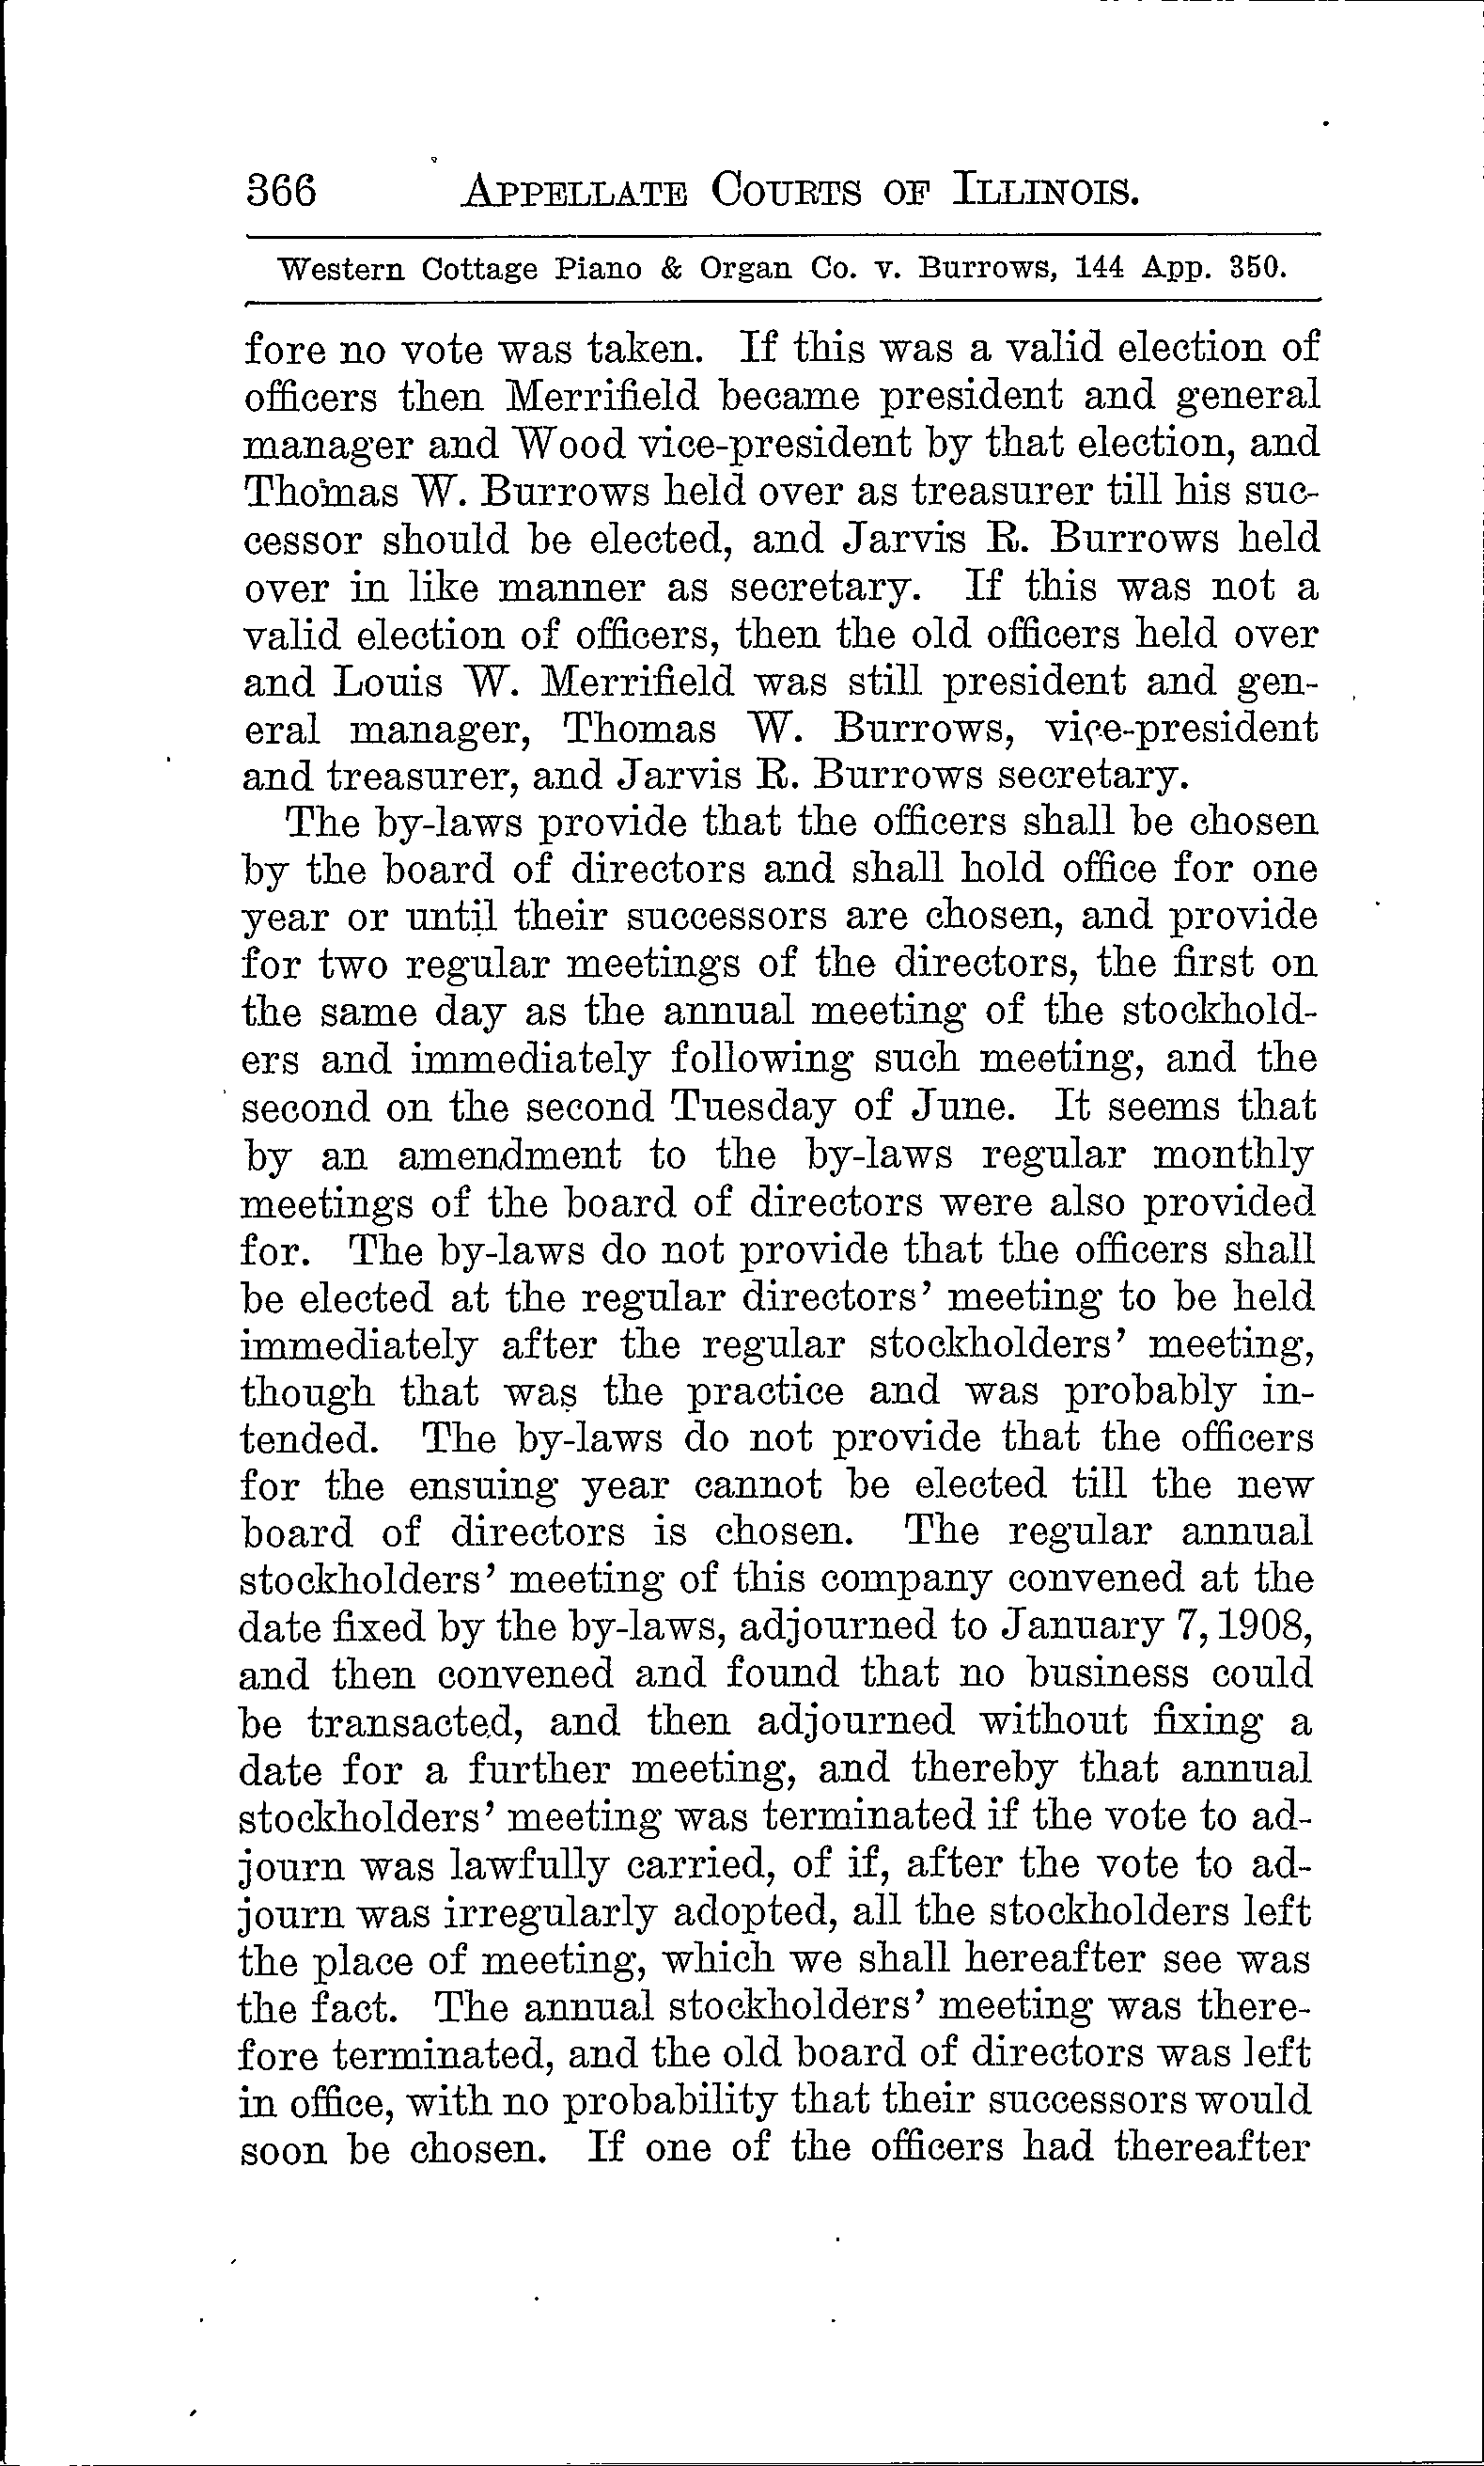 366 APPELLATE COURTS OF ILLINOIS.
Western Cottage Piano & Organ Co. v. Burrows, 144 App. 350.
fore no vote was taken. If this was a valid election of
officers then Merrifield became president and general
manager and Wood vice-president by that election, and
Thomas W. Burrows held over as treasurer till his suc-
cessor should be elected, and Jarvis R. Burrows held
over in like manner as secretary. If this was not a
valid election of officers, then the old officers held over
and Louis W. Merrifield was still president and gen-
eral manager, Thomas W. Burrows, vice-president
and treasurer, and Jarvis R. Burrows secretary.
The by-laws provide that the officers shall be chosen
by the board of directors and shall hold office for one
year or until their successors are chosen, and provide
for two regular meetings of the directors, the first on
the same day as the annual meeting of the stockhold-
ers and immediately following such meeting, and the
second on the second Tuesday of June. It seems that
by an amendment to the by-laws regular monthly
meetings of the board of directors were also provided
for. The by-laws do not provide that the officers shall
be elected at the regular directors' meeting to be held
immediately after the regular stockholders' meeting,
though that was the practice and was probably in-
tended. The by-laws do not provide that the officers
for the ensuing year cannot be elected till the new
board of directors is chosen. The regular annual
stockholders' meeting of this company convened at the
date fixed by the by-laws, adjourned to January 7, 1908,
and then convened and found that no business could
be transacted, and then adjourned without fixing a
date for a further meeting, and thereby that annual
stockholders' meeting was terminated if the vote to ad-
journ was lawfully carried, of if, after the vote to ad-
journ was irregularly adopted, all the stockholders left
the place of meeting, which we shall hereafter see was
the fact. The annual stockholders' meeting was there-
fore terminated, and the old board of directors was left
in office, with no probability that their successors would
soon be chosen. If one of the officers had thereafter